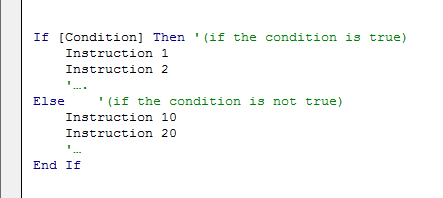 If [Condition] Then '(if the condition is true)
Instruction 1
Instruction 2
'….
Else '(if the condition is not true)
Instruction 10
Instruction 20
'…
End If